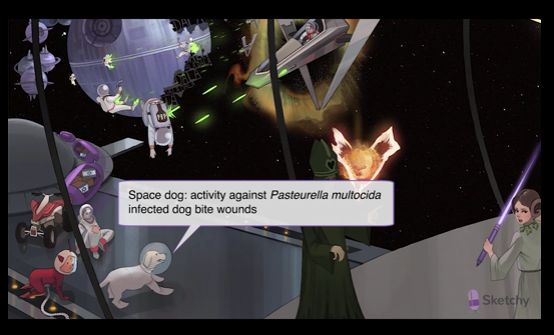 Space dog: activity against Pasteurella multocida
infected dog bite wounds
Sketchy